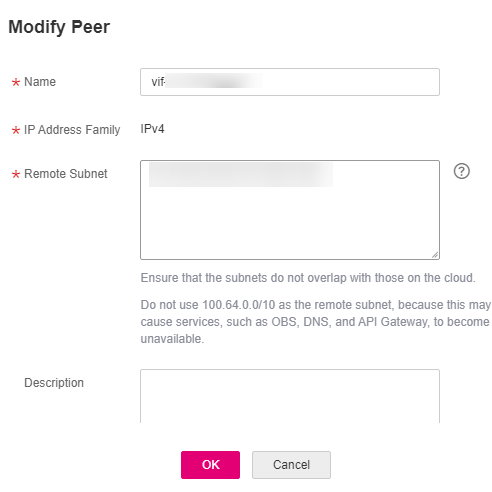 Modify Peer
* Name
vif-
* IP Address Family
IPv4
* Remote Subnet
?
Ensure that the subnets do not overlap with those on the cloud.
Do not use 100.64.0.0/10 as the remote subnet, because this may
cause services, such as OBS, DNS, and API Gateway, to become
unavailable.
Description
OK
Cancel